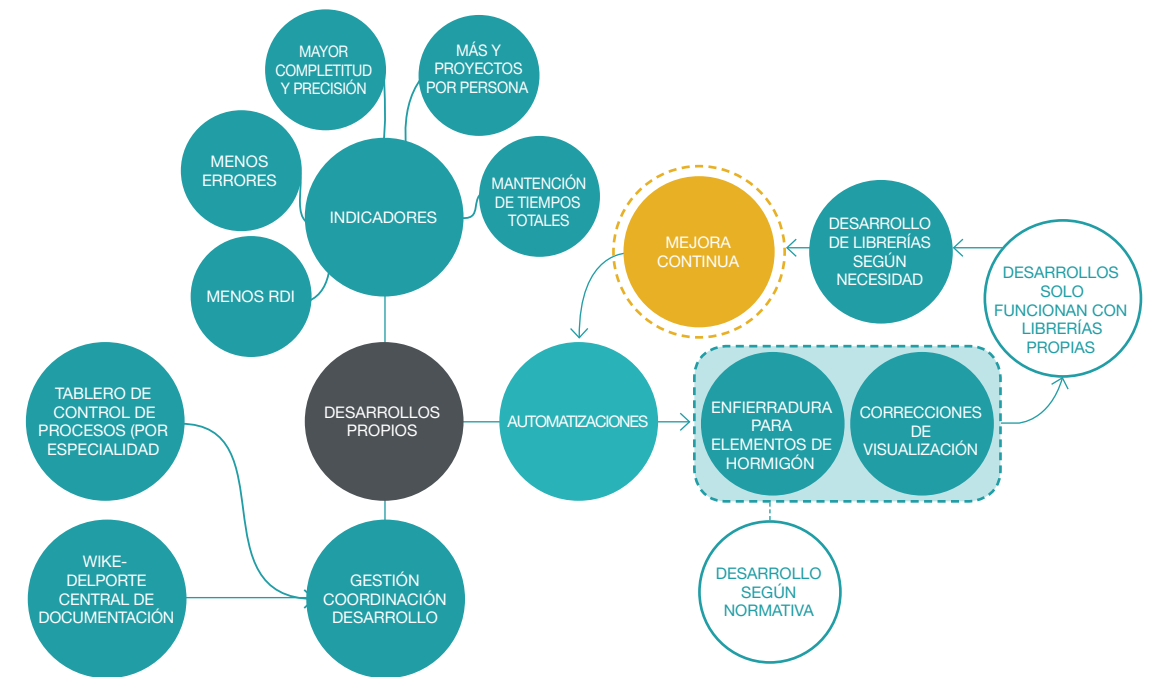 MAYOR
COMPLETITUD
Y PRECISIÓN
MÁS Y
PROYECTOS
POR PERSONA
MENOS
ERRORES
INDICADORES
MANTENCIÓN
DE TIEMPOS
TOTALES
MENOS RDI
MEJORA
CONTINUA
DESARROLLO
DE LIBRERÍAS
SEGÚN
NECESIDAD
DESARROLLOS
SOLO
FUNCIONAN CON
LIBRERÍAS
PROPIAS
TABLERO DE
CONTROL DE
PROCESOS (POR
ESPECIALIDAD
DESARROLLOS
PROPIOS
AUTOMATIZACIONES
ENFIERRADURA
PARA
ELEMENTOS DE
HORMIGÓN
CORRECCIONES
DE
VISUALIZACIÓN
WIKE-
DELPORTE
CENTRAL DE
DOCUMENTACIÓN
GESTIÓN
COORDINACIÓN
DESARROLLO
DESARROLLO
SEGÚN
NORMATIVA